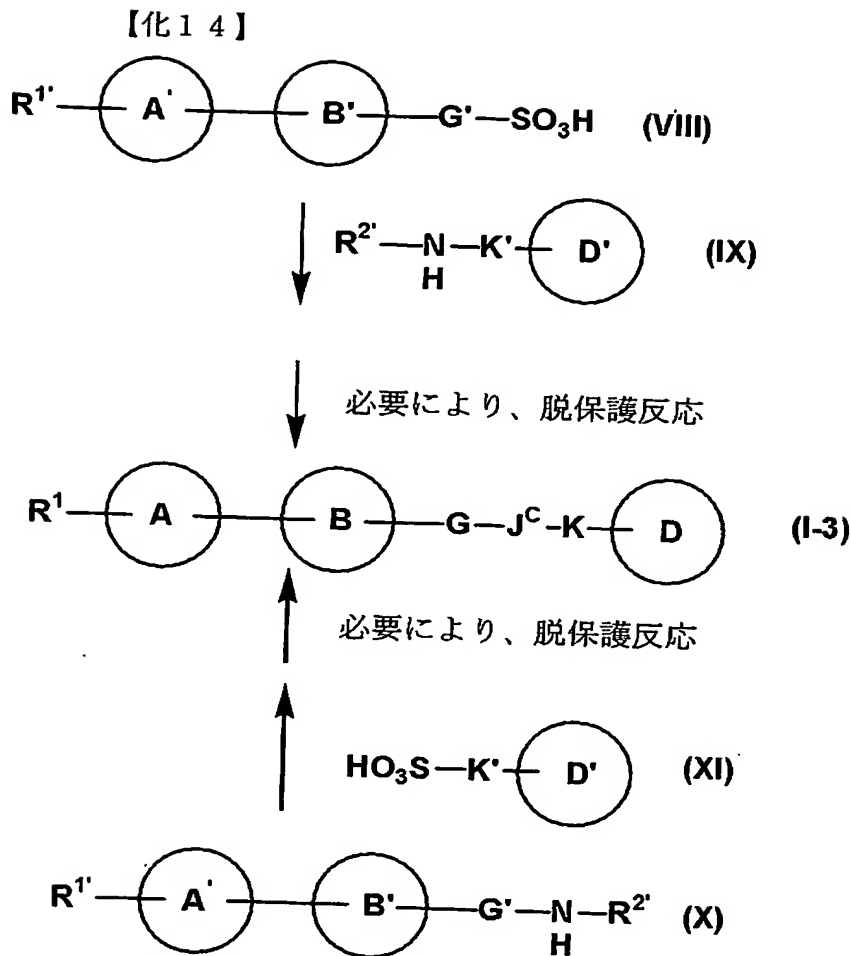 【化14】
R1'— A' — B' —G'—SO3H (VIII)
R2'—N—K'— D' (IX)
H
必要により、脱保護反応
R1— A — B —G—JC-K— D (I-3)
必要により、脱保護反応
HO3S—K'— D' (XI)
R1'— A' — B' —G'—N—R2' (X)
H